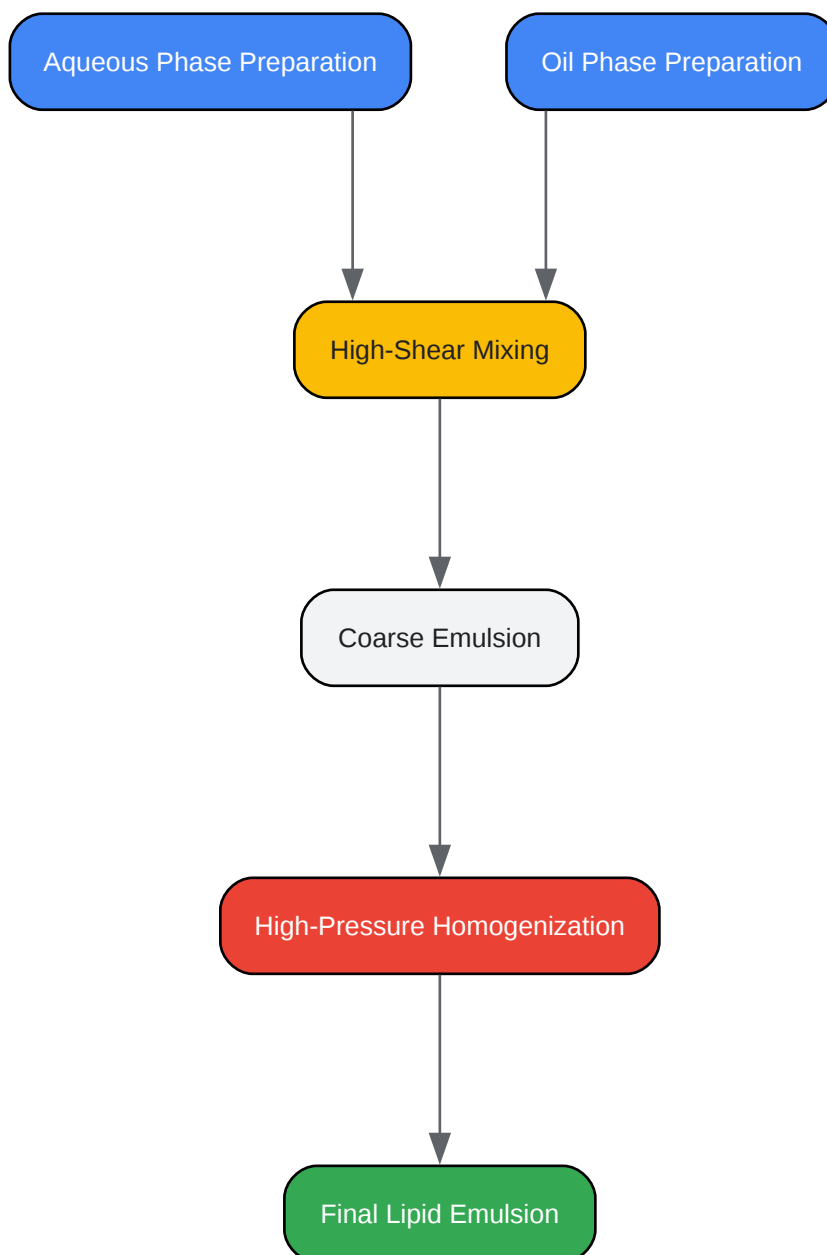 Aqueous Phase Preparation
Oil Phase Preparation
High-Shear Mixing
Coarse Emulsion
High-Pressure Homogenization
Final Lipid Emulsion